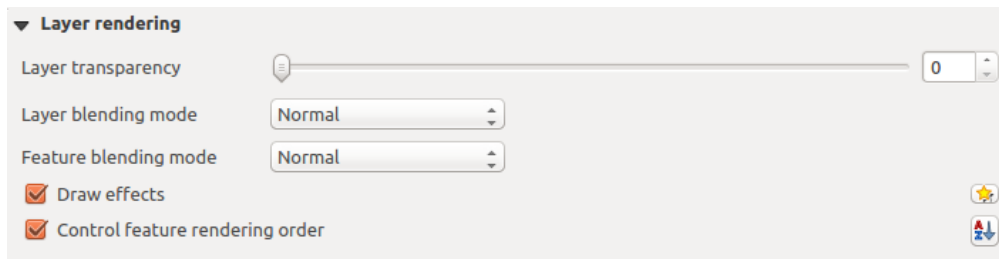 Layer rendering
Layer transparency 0
Layer blending mode Normal
Feature blending mode Normal
Draw effects
Control feature rendering order